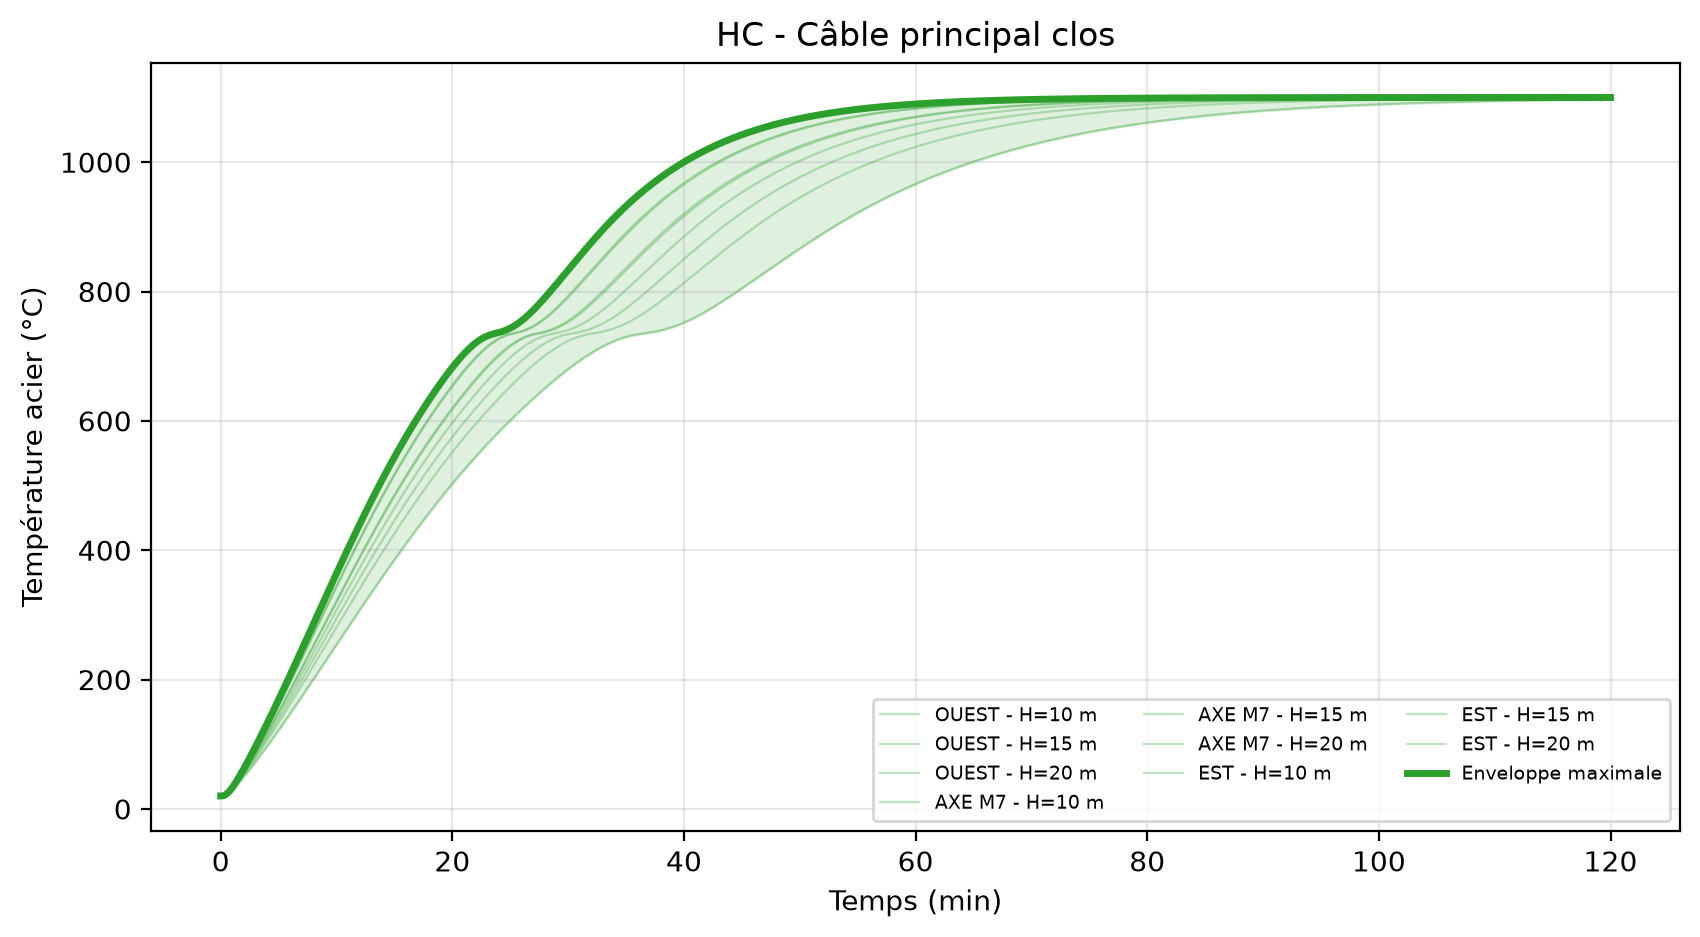 HC - Câble principal clos
Température acier (°C)
1000
800
600
400
200
0
0 20 40 60 80 100 120
Temps (min)
OUEST - H=10 m
OUEST - H=15 m
OUEST - H=20 m
AXE M7 - H=10 m
AXE M7 - H=15 m
AXE M7 - H=20 m
EST - H=10 m
EST - H=15 m
EST - H=20 m
Enveloppe maximale